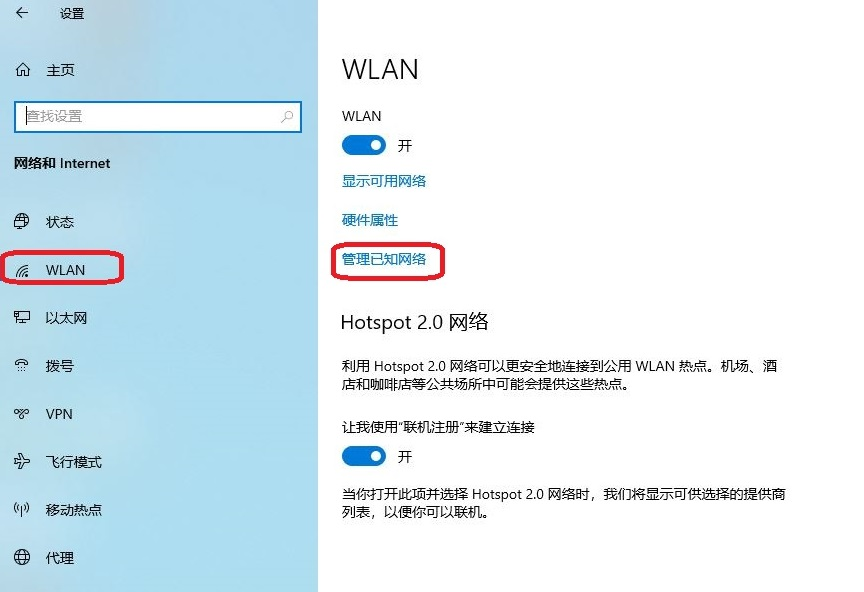 设置
主页
查找设置
网络和 Internet
状态
WLAN
以太网
拨号
VPN
飞行模式
移动热点
代理
WLAN
WLAN
开
显示可用网络
硬件属性
管理已知网络
Hotspot 2.0 网络
利用 Hotspot 2.0 网络可以更安全地连接到公用 WLAN 热点。机场、酒
店和咖啡店等公共场所中可能会提供这些热点。
让我使用“联机注册”来建立连接
开
当你打开此项并选择 Hotspot 2.0 网络时，我们将显示可供选择的提供商
列表，以便你可以联机。